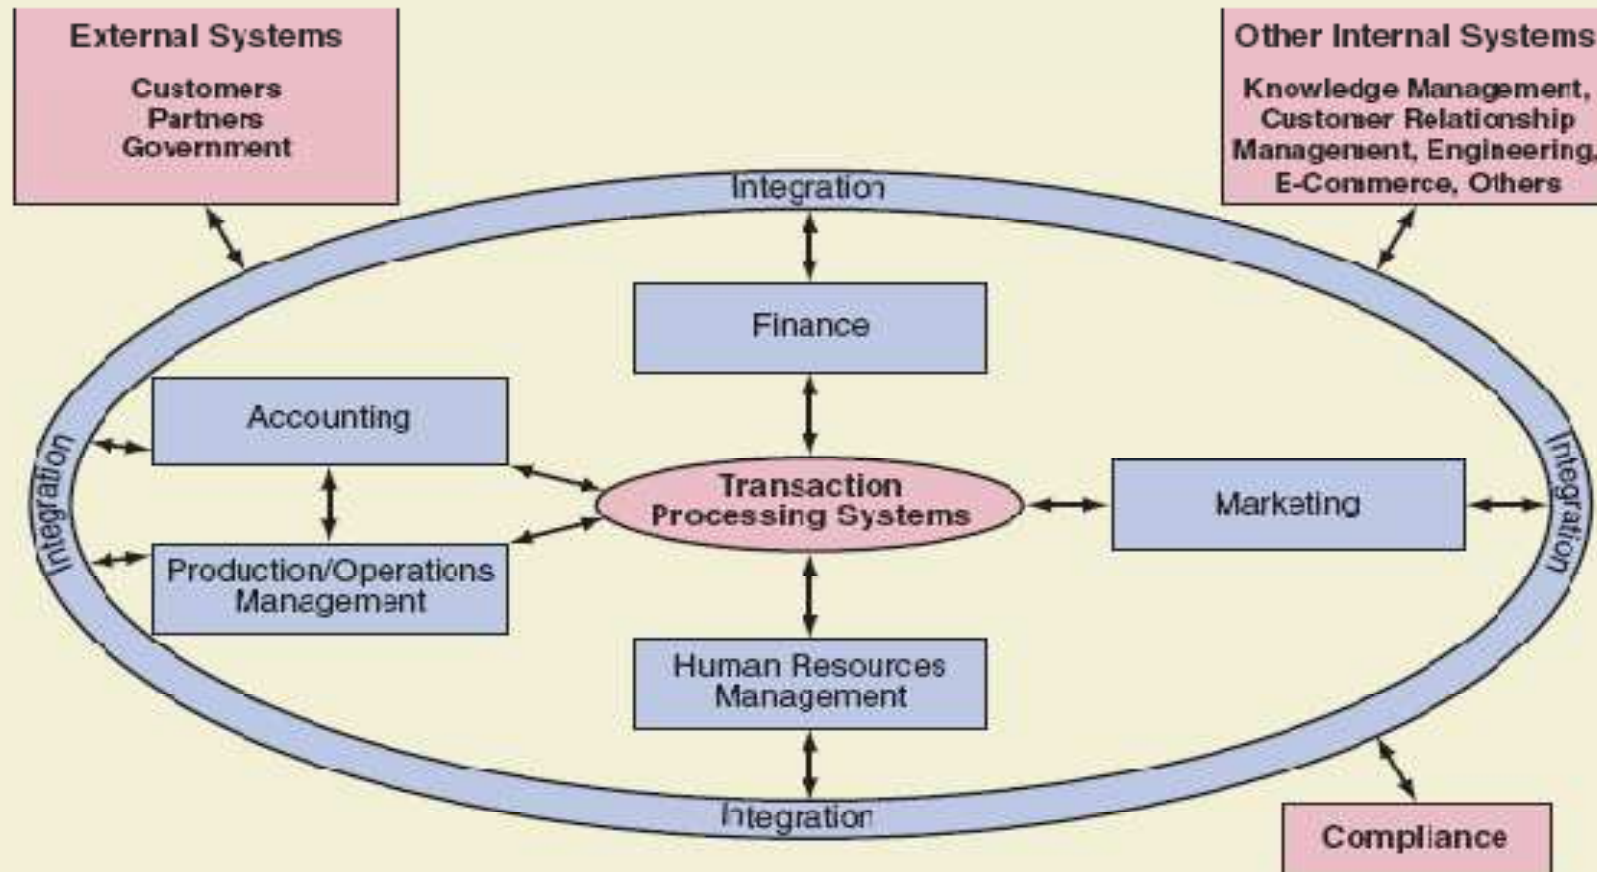 External Systems
Customers
Partners
Government
Other Internal Systems
Knowledge Management,
Customer Relationship
Management, Engineering,
E-Commerce, Others
Integration
Finance
Accounting
Integration
Transaction
Processing Systems
Marketing
Integration
Production/Operations
Management
Human Resources
Management
Integration
Compliance